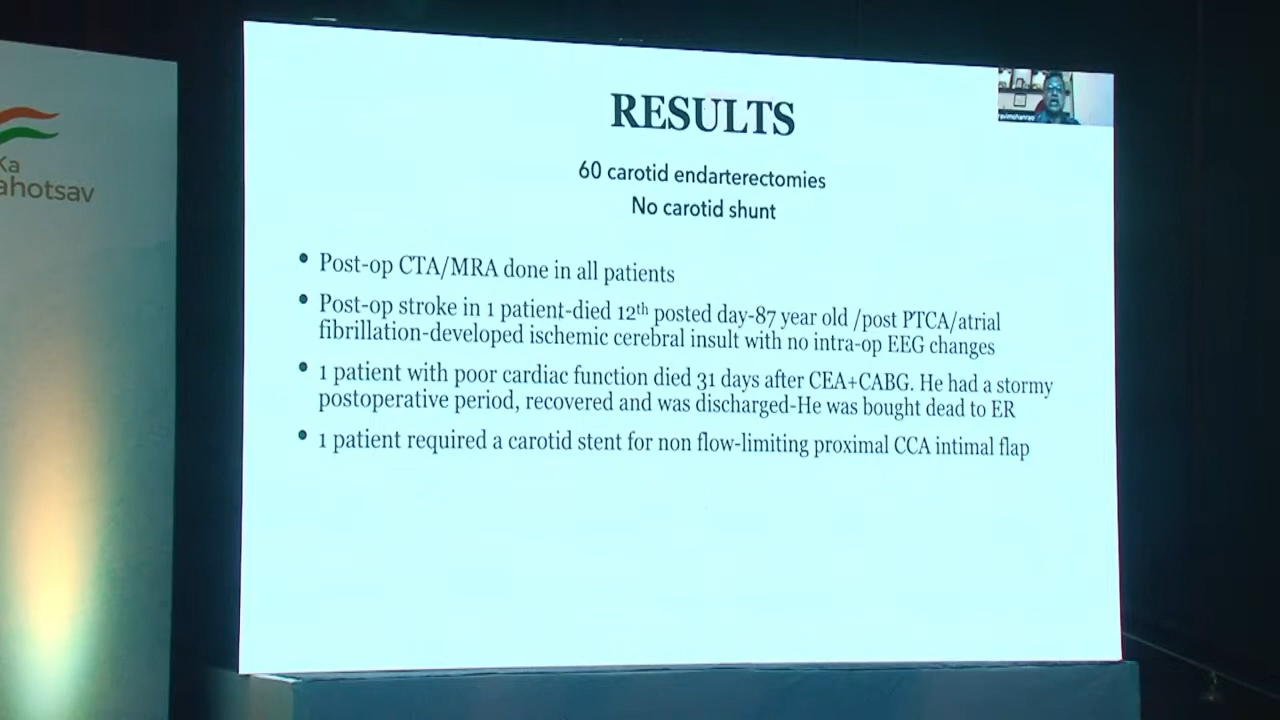 Ka
ahotsav
RESULTS
60 carotid endarterectomies
No carotid shunt
• Post-op CTA/MRA done in all patients
• Post-op stroke in 1 patient-died 12th posted day-87 year old /post PTCA/atrial
fibrillation-developed ischemic cerebral insult with no intra-op EEG changes
• 1 patient with poor cardiac function died 31 days after CEA+CABG. He had a stormy
postoperative period, recovered and was discharged-He was bought dead to ER
• 1 patient required a carotid stent for non flow-limiting proximal CCA intimal flap
ravimohanrao